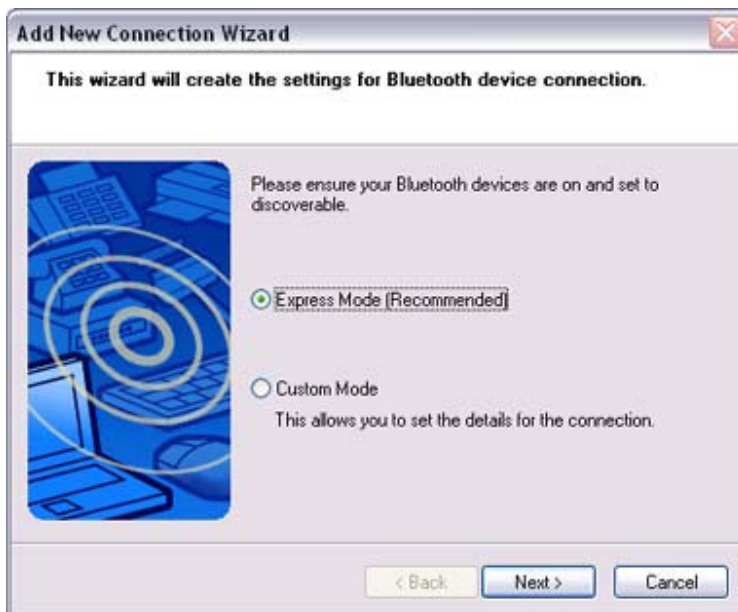 Add New Connection Wizard
This wizard will create the settings for Bluetooth device connection.
Please ensure your Bluetooth devices are on and set to
discoverable.
Express Mode (Recommended)
Custom Mode
This allows you to set the details for the connection.
< Back
Next >
Cancel